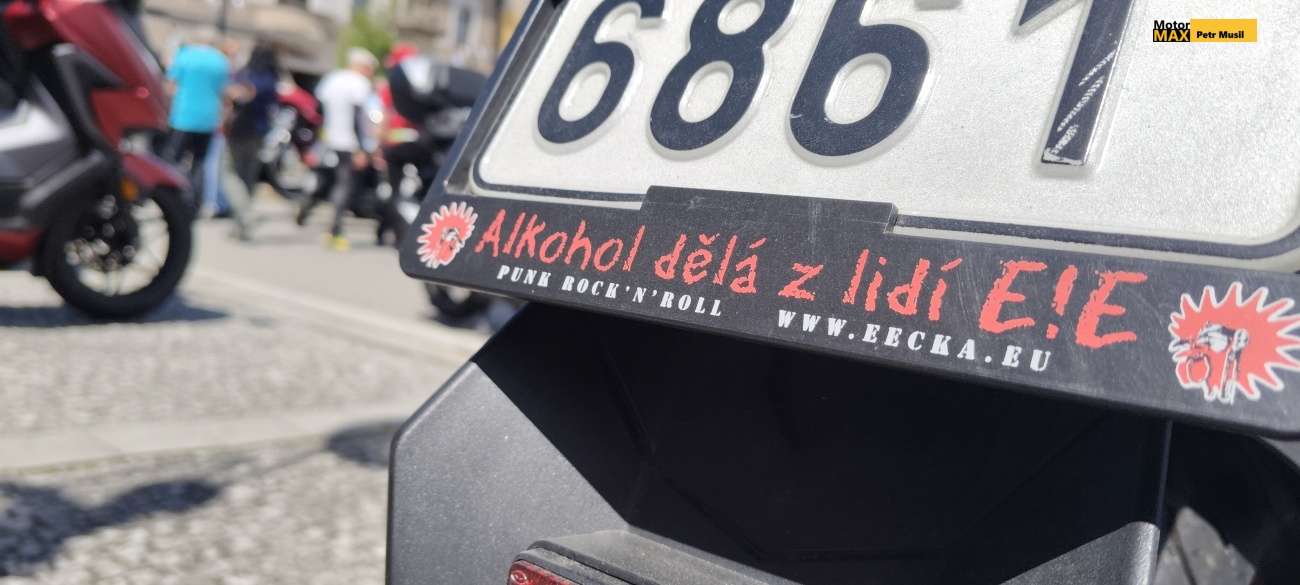 Motor
MAX Petr Musil
6861
Alkohol dělá z lidí E!E
PUNK ROCK'N'ROLL WWW.EECKA.EU